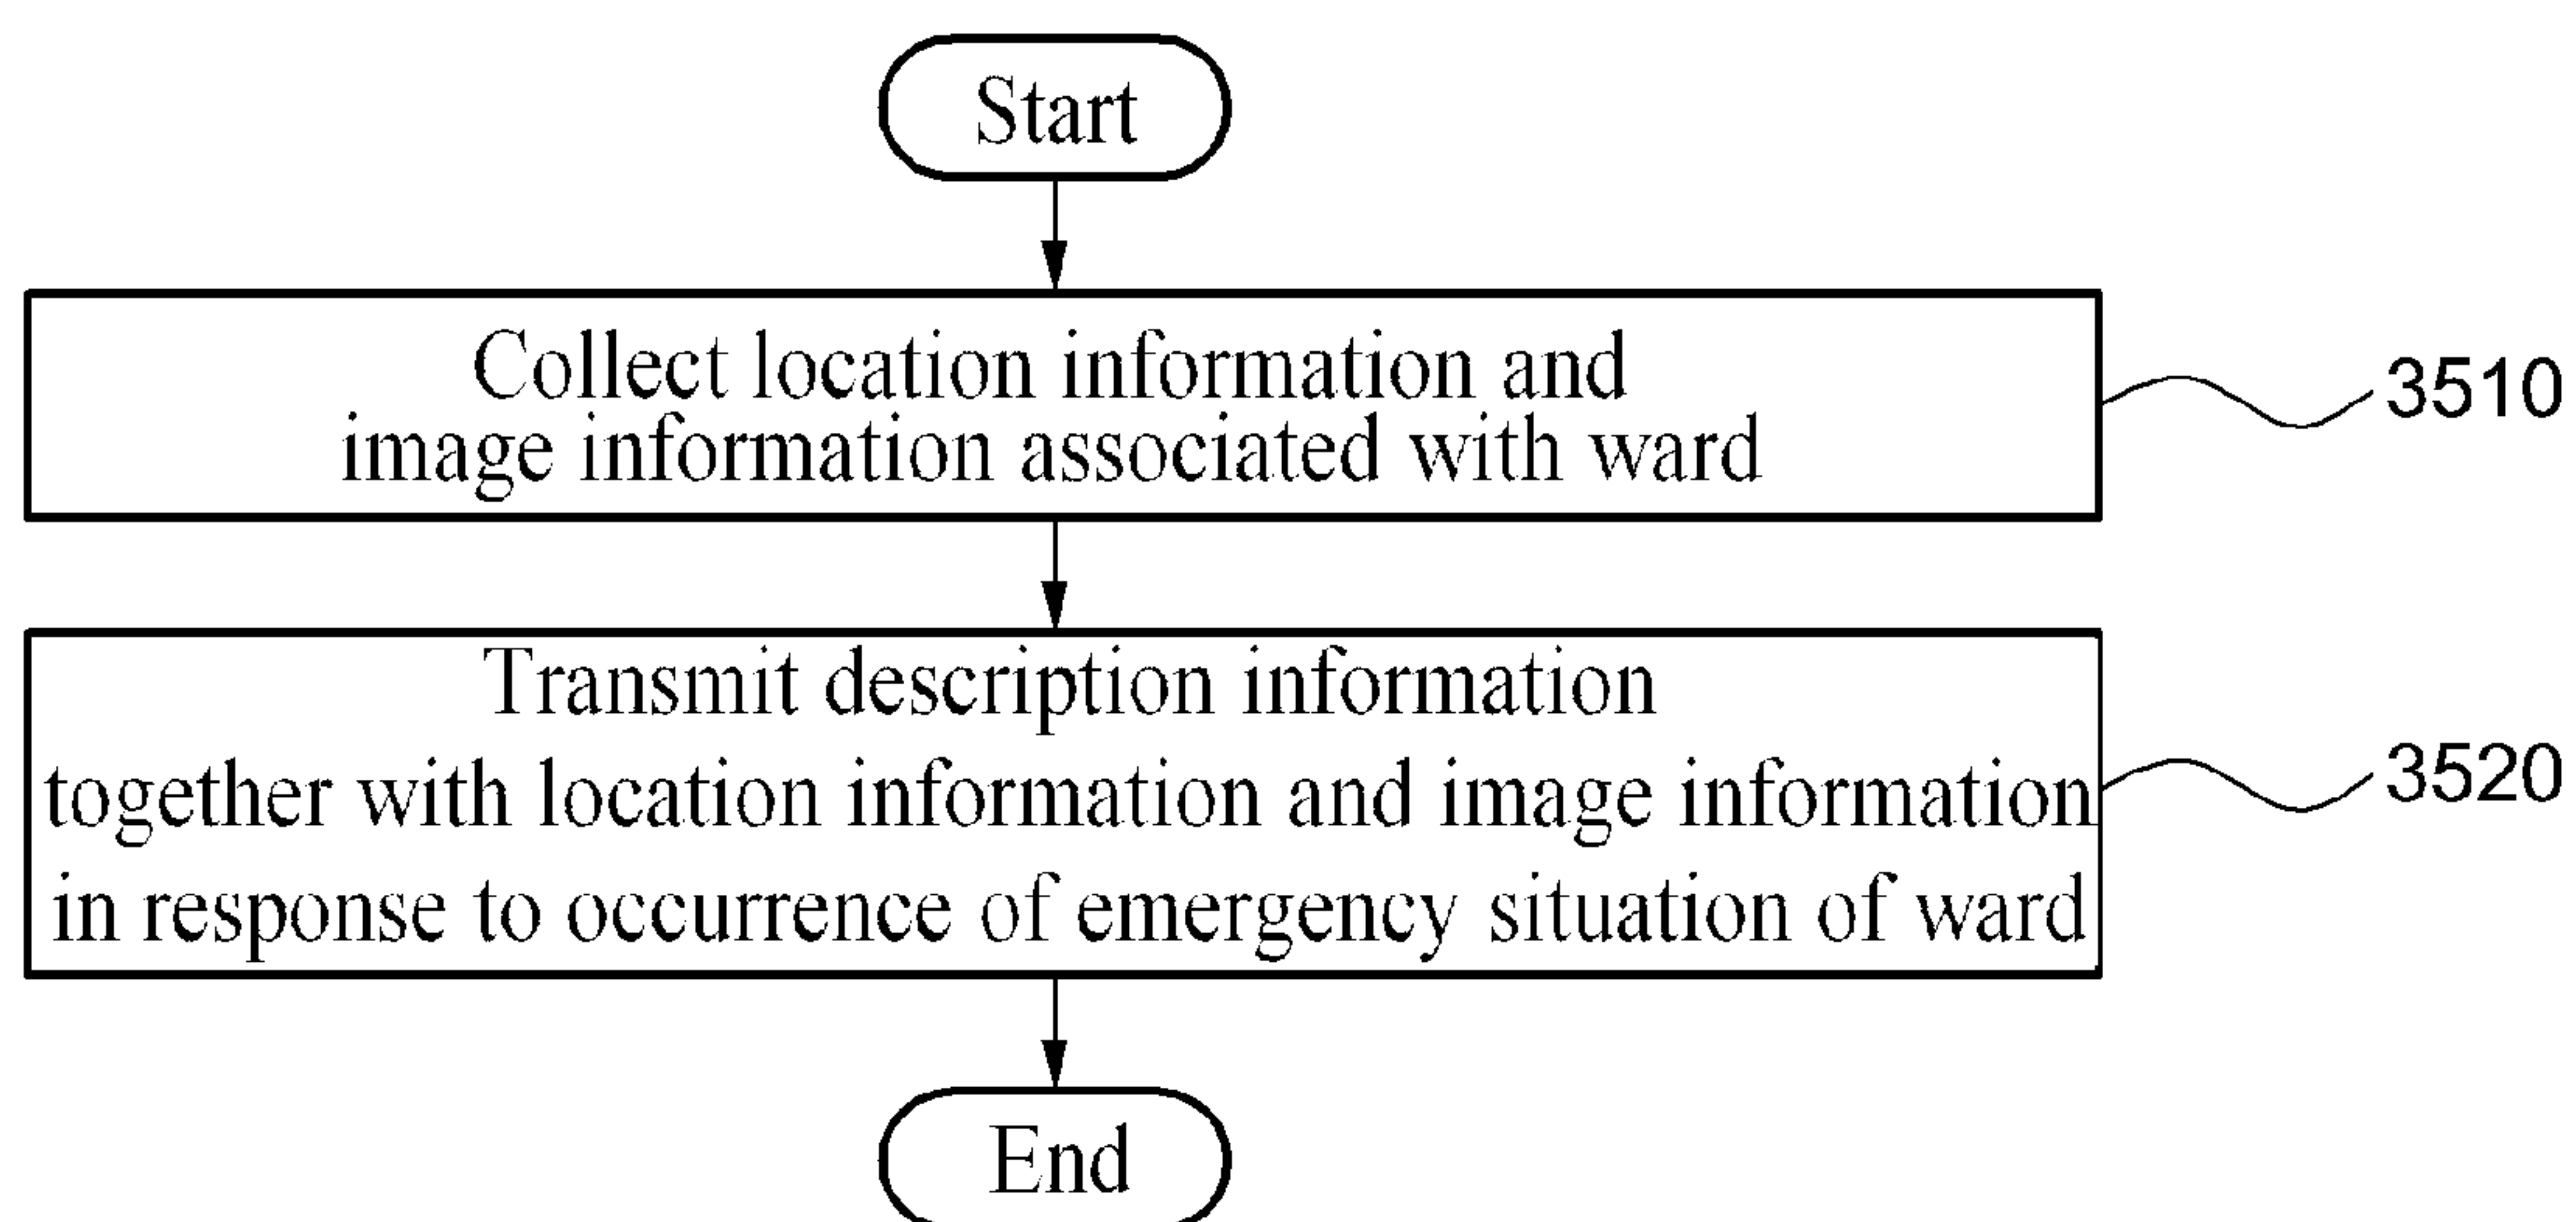 Start
Collect location information and
image information associated with ward
3510
Transmit description information
together with location information and image information
in response to occurrence of emergency situation of ward
3520
End